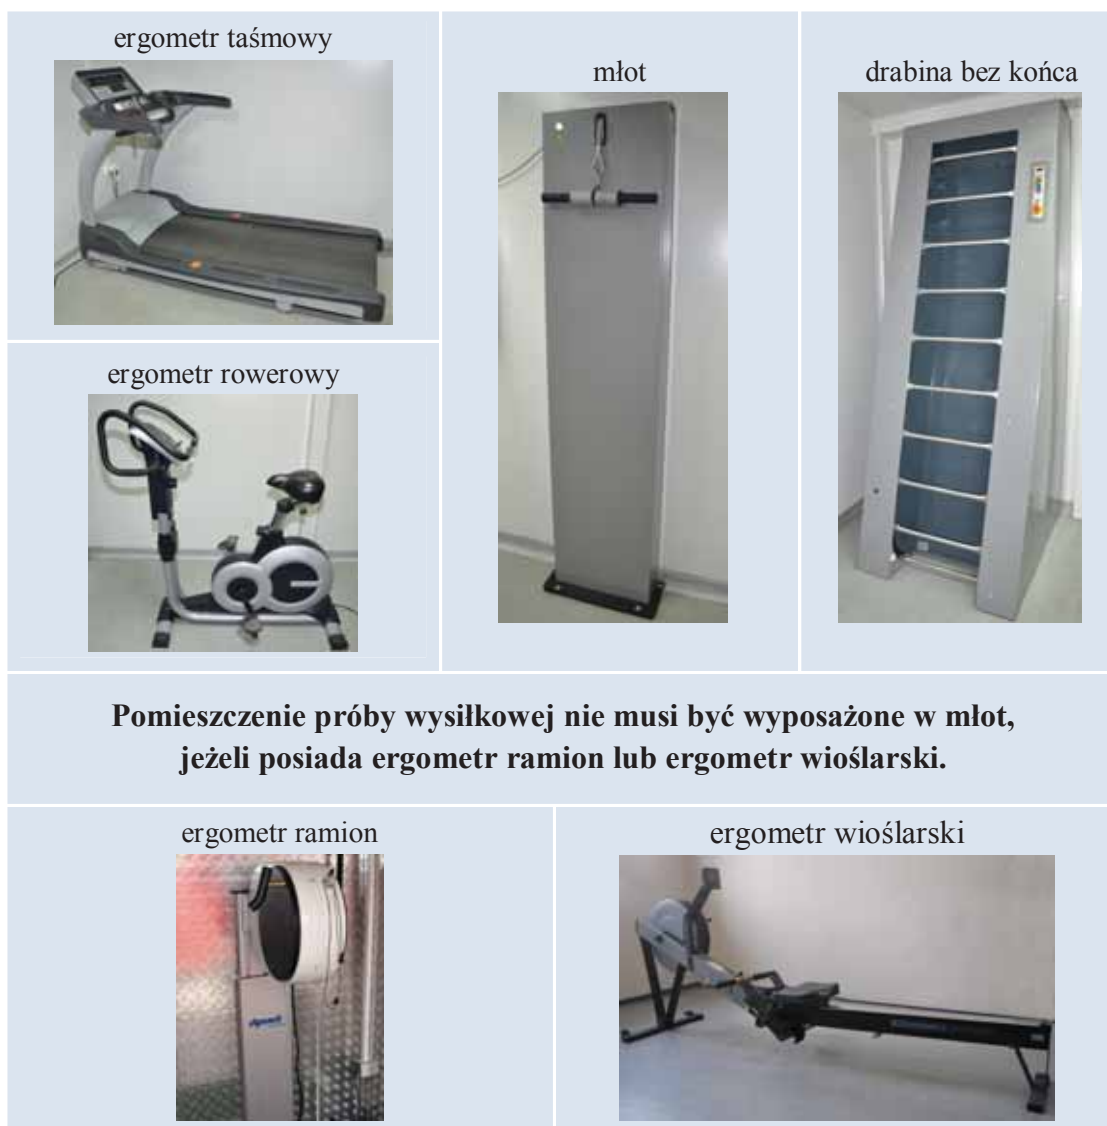 ergometr taśmowy
młot
drabina bez końca
ergometr rowerowy
Pomieszczenie próby wysiłkowej nie musi być wyposażone w młot,
jeżeli posiada ergometr ramion lub ergometr wioślarski.
ergometr ramion
ergometr wioślarski